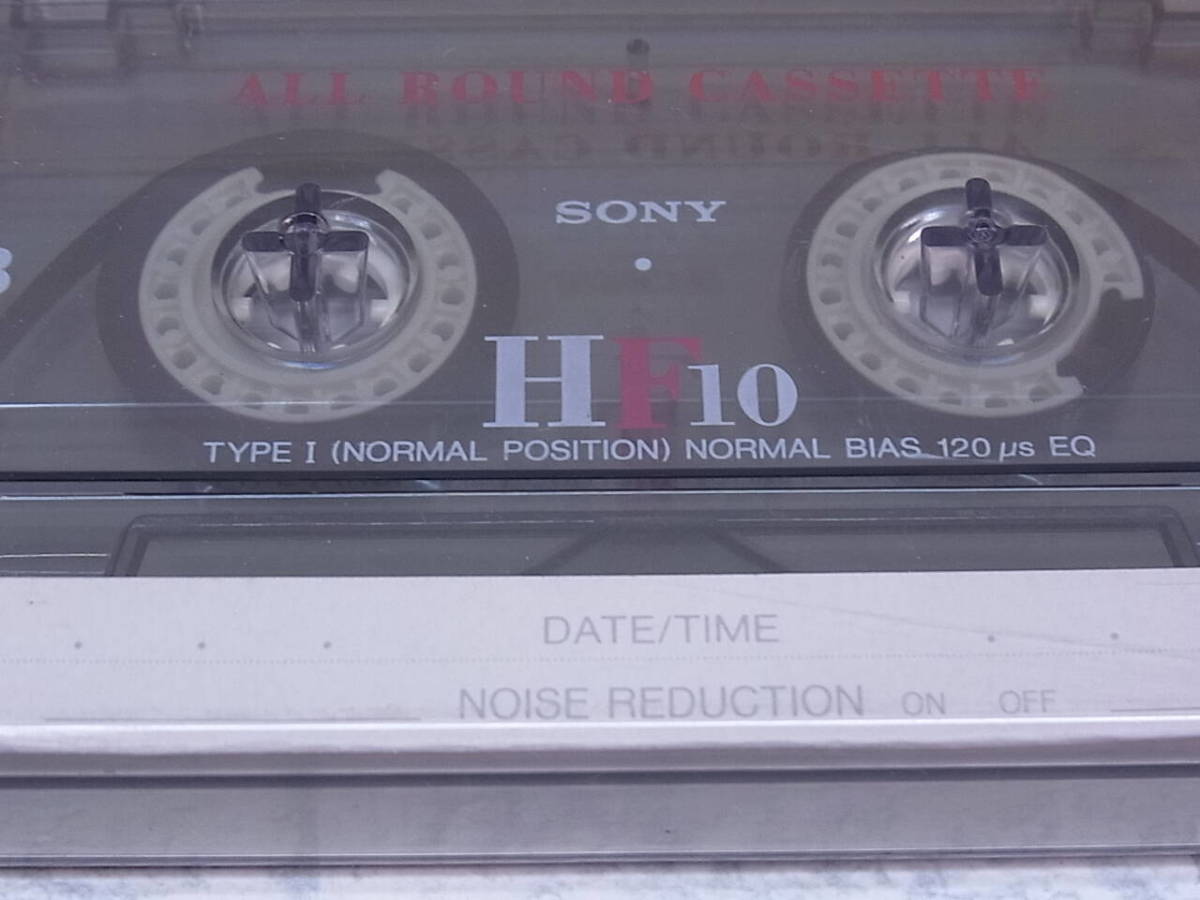 ALL ROUND CASSETTE
SONY
HF10
TYPE I (NORMAL POSITION) NORMAL BIAS 120 μs EQ
DATE/TIME
NOISE REDUCTION ON OFF